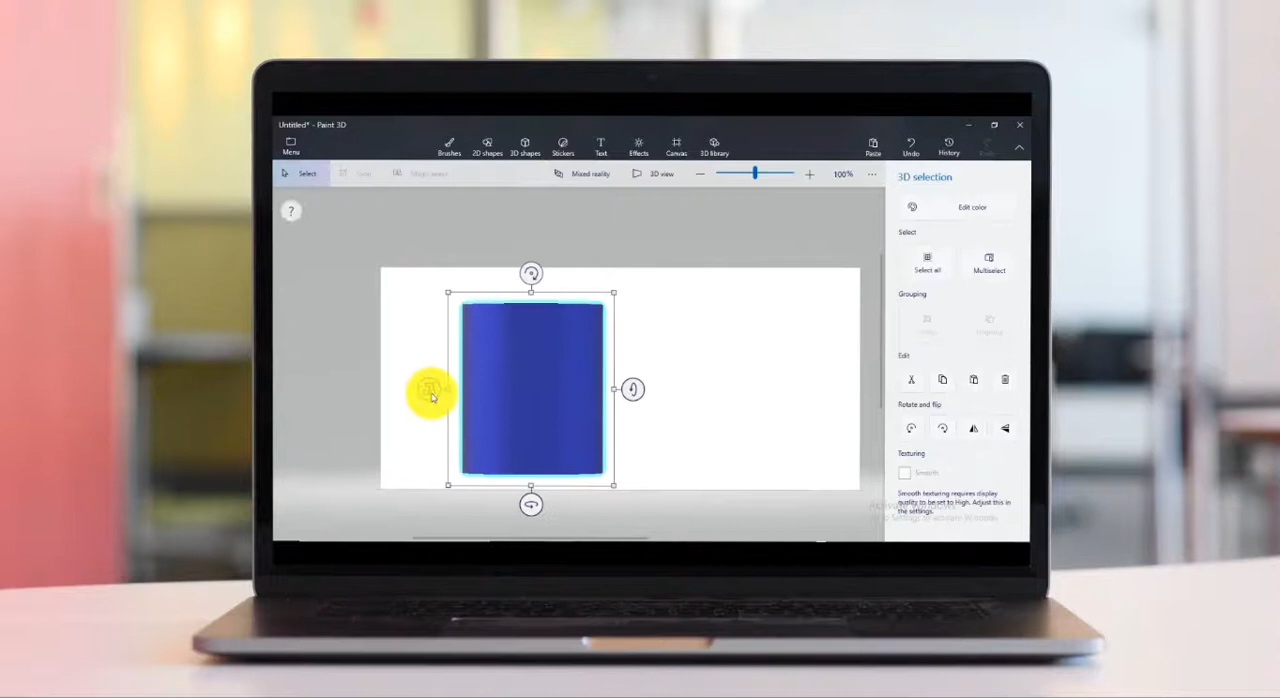 Untitled* - Paint 3D
Menu
Brushes
2D shapes
3D shapes
Stickers
Text
Effects
Canvas
3D library
Paste
Undo
History
Select
Mixed reality
3D view
100%
?
3D selection
Edit color
Select
Select all
Multiselect
Grouping
Edit
Rotate and flip
Texturing
Smooth
Smooth texturing requires display
quality to be set to High. Adjust this in
the settings.